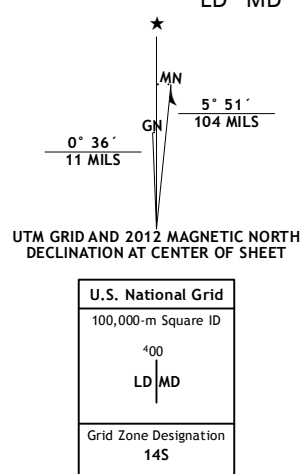 LD MD
★
MN
GN
5° 51´
104 MILS
0° 36´
11 MILS
UTM GRID AND 2012 MAGNETIC NORTH
DECLINATION AT CENTER OF SHEET
U.S. National Grid
100,000-m Square ID
⁴00
LD MD
Grid Zone Designation
14S